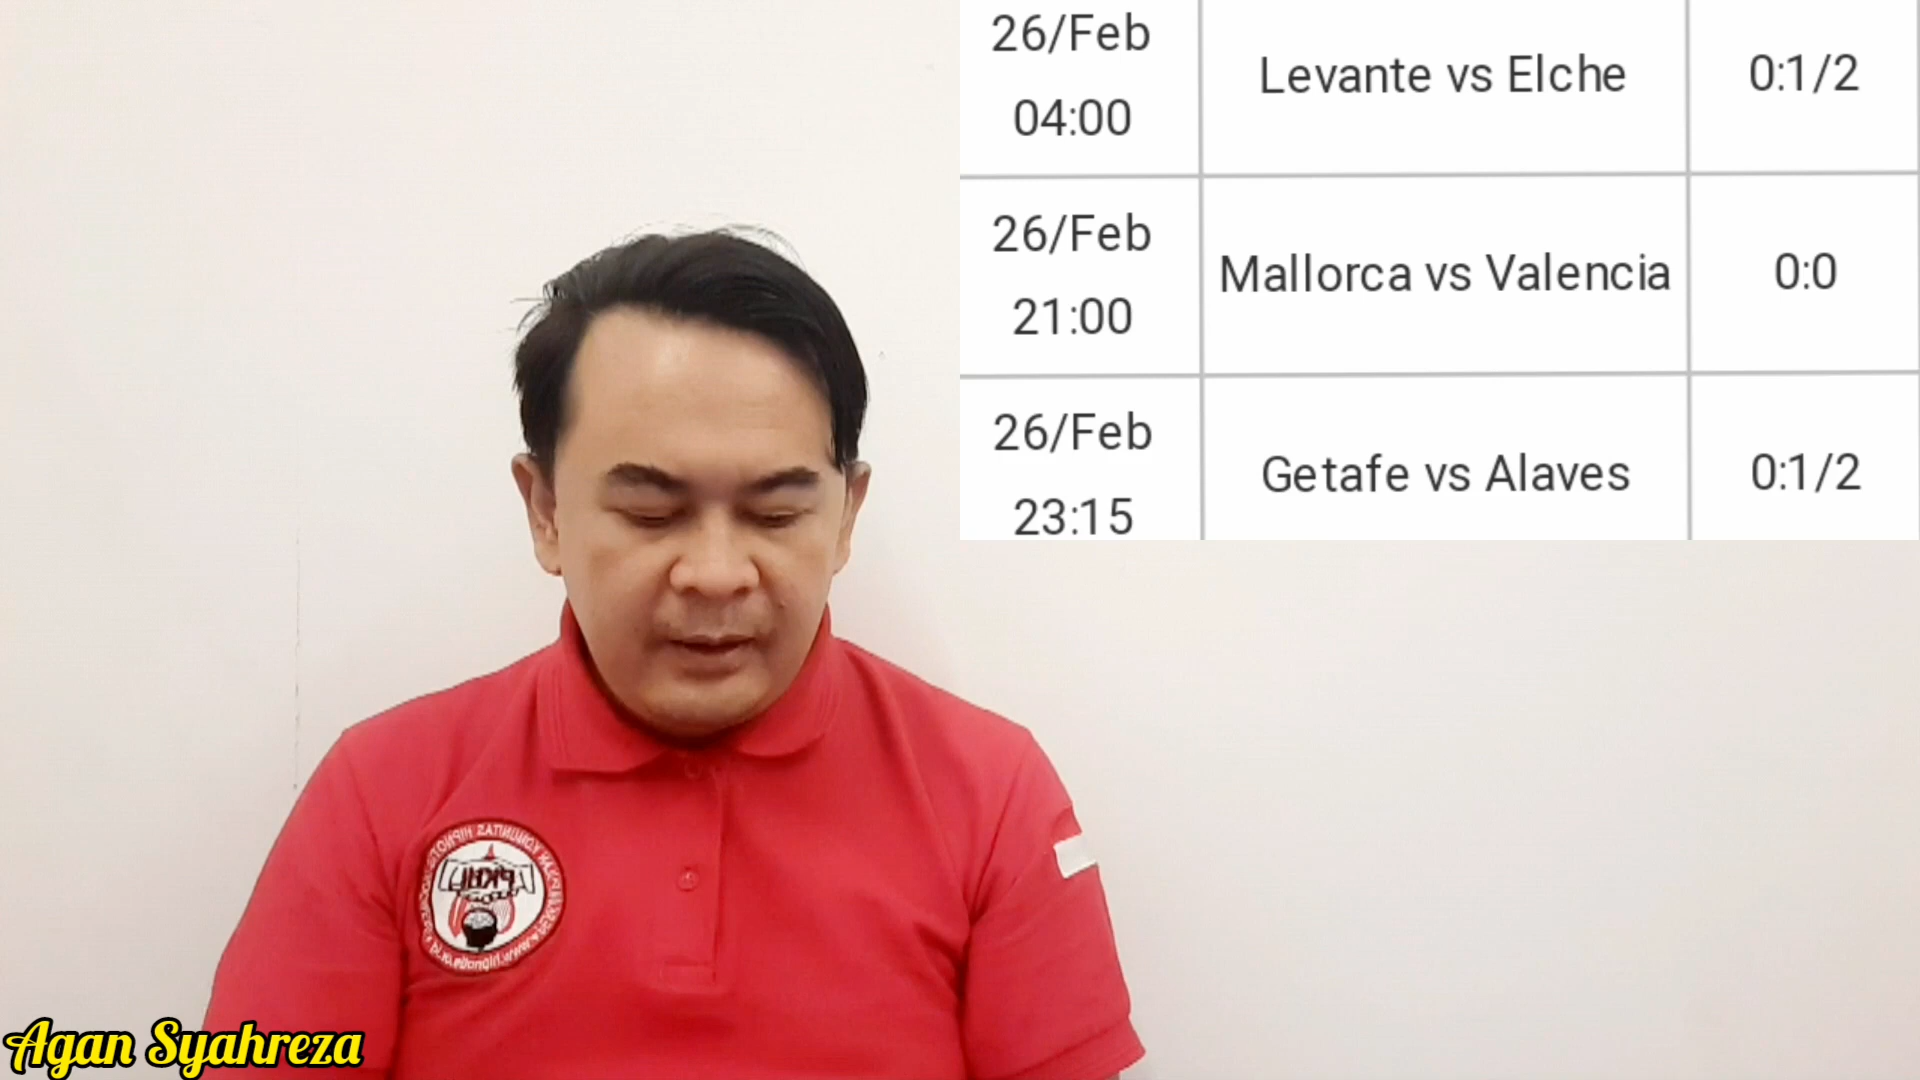 26/Feb
04:00
Levante vs Elche
0:1/2
26/Feb
21:00
Mallorca vs Valencia
0:0
26/Feb
23:15
Getafe vs Alaves
0:1/2
Agan Syahreza